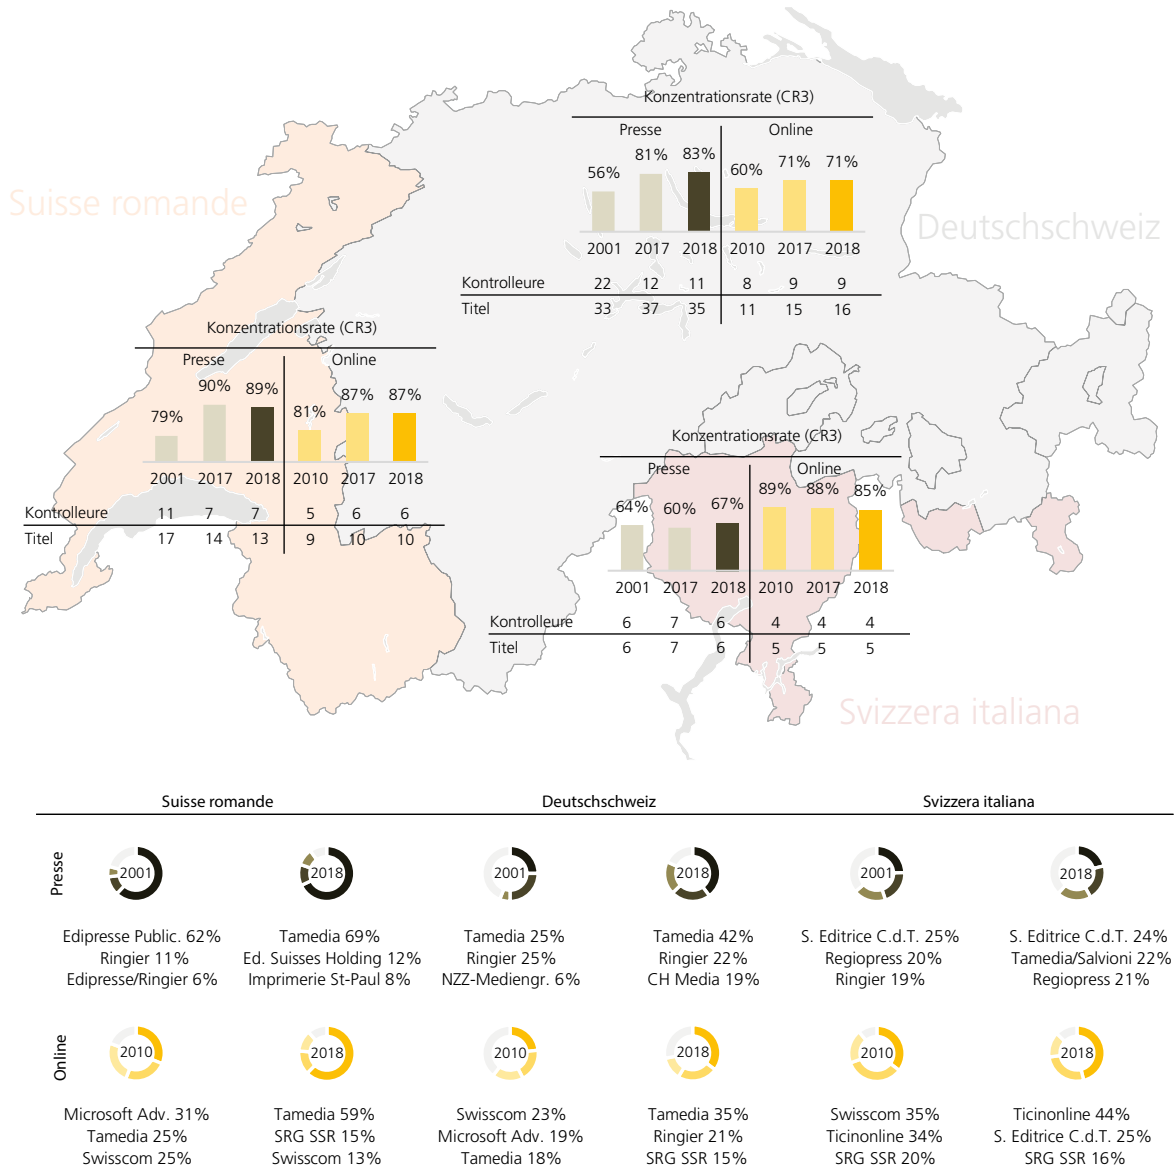 Konzentrationsrate (CR3)
Presse Online
56% 81% 83% 60% 71% 71%
2001 2017 2018 2010 2017 2018
Kontrolleure 22 12 11 8 9 9
Titel 33 37 35 11 15 16
Suisse romande
Deutschschweiz
Konzentrationsrate (CR3)
Presse Online
79% 90% 89% 81% 87% 87%
2001 2017 2018 2010 2017 2018
Kontrolleure 11 7 7 5 6 6
Titel 17 14 13 9 10 10
Konzentrationsrate (CR3)
Presse Online
64% 60% 67% 89% 88% 85%
2001 2017 2018 2010 2017 2018
Kontrolleure 6 7 6 4 4 4
Titel 6 7 6 5 5 5
Svizzera italiana
Suisse romande Deutschschweiz Svizzera italiana
Presse
2001 2018 2001 2018 2001 2018
Edipresse Public. 62% Tamedia 69% Tamedia 25% Tamedia 42% S. Editrice C.d.T. 25% S. Editrice C.d.T. 24%
Ringier 11% Ed. Suisses Holding 12% Ringier 25% Ringier 22% Regiopress 20% Tamedia/Salvioni 22%
Edipresse/Ringier 6% Imprimerie St-Paul 8% NZZ-Mediengr. 6% CH Media 19% Ringier 19% Regiopress 21%
Online
2010 2018 2010 2018 2010 2018
Microsoft Adv. 31% Tamedia 59% Swisscom 23% Tamedia 35% Swisscom 35% Ticinonline 44%
Tamedia 25% SRG SSR 15% Microsoft Adv. 19% Ringier 21% Ticinonline 34% S. Editrice C.d.T. 25%
Swisscom 25% Swisscom 13% Tamedia 18% SRG SSR 15% SRG SSR 20% SRG SSR 16%